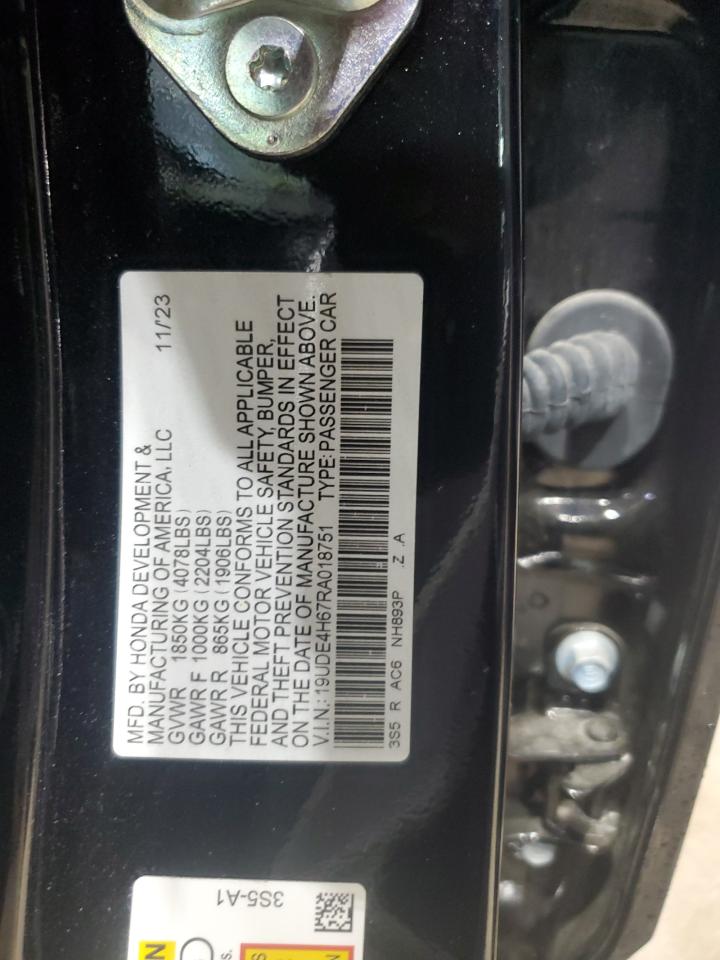 MFD. BY HONDA DEVELOPMENT &
MANUFACTURING OF AMERICA, LLC 11/'23
GVWR 1850KG (4078LBS)
GAWR F 1000KG (2204LBS)
GAWR R 865KG (1906LBS)
THIS VEHICLE CONFORMS TO ALL APPLICABLE
FEDERAL MOTOR VEHICLE SAFETY, BUMPER,
AND THEFT PREVENTION STANDARDS IN EFFECT
ON THE DATE OF MANUFACTURE SHOWN ABOVE.
V.I.N.: 19UDE4H67RA018751 TYPE: PASSENGER CAR
3S5 R AC6 NH893P .Z .A
3S5-A1